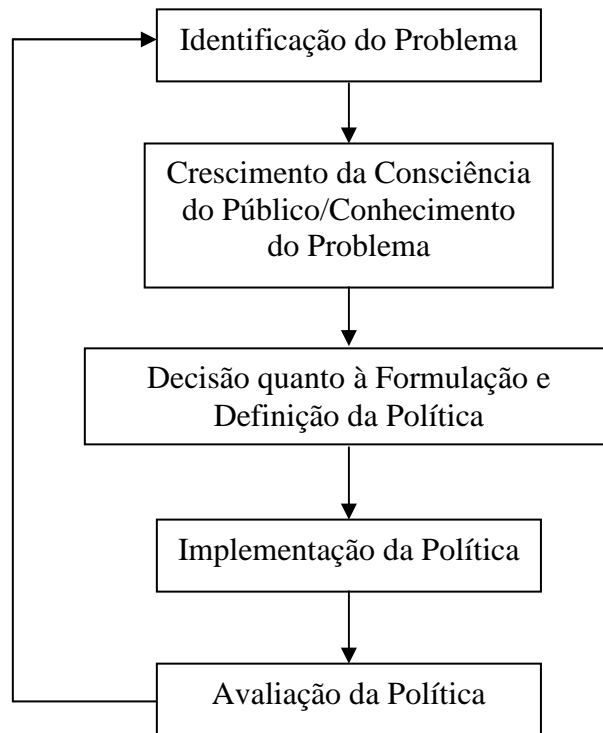 Identificação do Problema
Crescimento da Consciência
do Público/Conhecimento
do Problema
Decisão quanto à Formulação e
Definição da Política
Implementação da Política
Avaliação da Política